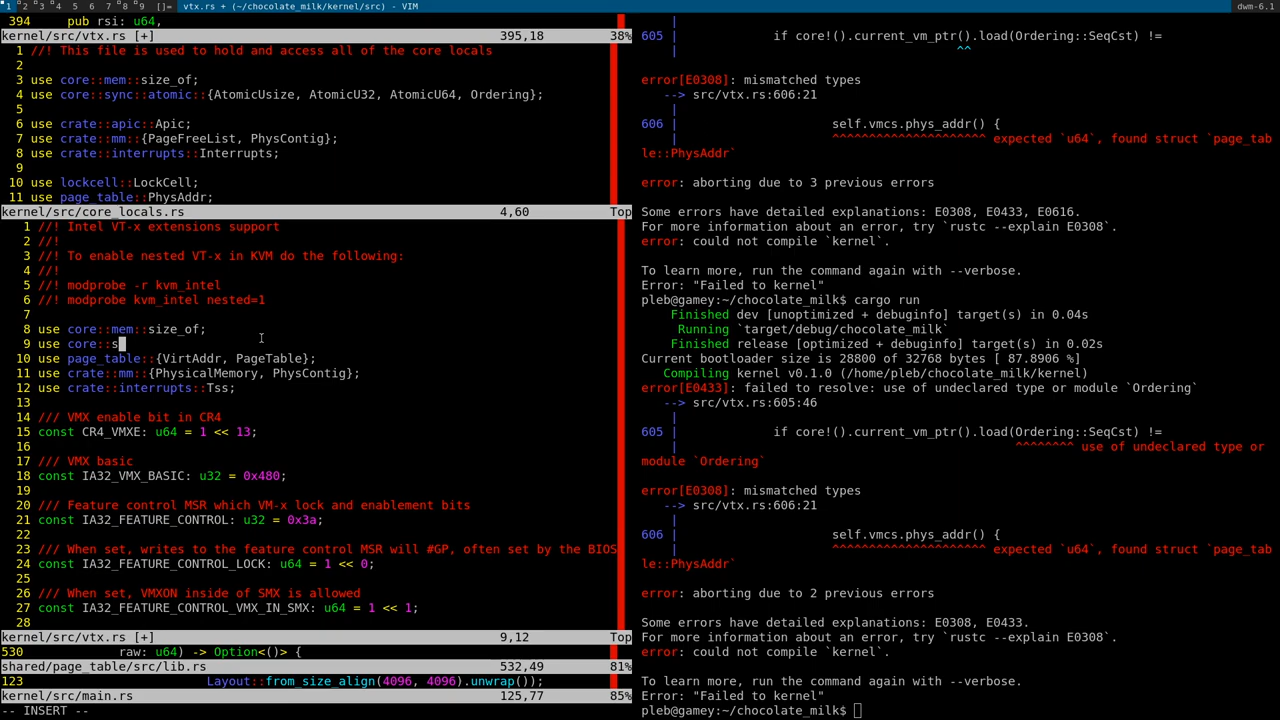 1 2 3 4 5 6 7 8 9 []= vtx.rs + (~/chocolate_milk/kernel/src) - VIM dwm-6.1
394     pub rsi: u64,
kernel/src/vtx.rs [+] 395,18 38%
1 //! This file is used to hold and access all of the core locals
2
3 use core::mem::size_of;
4 use core::sync::atomic::{AtomicUsize, AtomicU32, AtomicU64, Ordering};
5
6 use crate::apic::Apic;
7 use crate::mm::{PageFreeList, PhysContig};
8 use crate::interrupts::Interrupts;
9
10 use lockcell::LockCell;
11 use page_table::PhysAddr;
kernel/src/core_locals.rs 4,60 Top
1 //! Intel VT-x extensions support
2 //!
3 //! To enable nested VT-x in KVM do the following:
4 //!
5 //! modprobe -r kvm_intel
6 //! modprobe kvm_intel nested=1
7
8 use core::mem::size_of;
9 use core::s
10 use page_table::{VirtAddr, PageTable};
11 use crate::mm::{PhysicalMemory, PhysContig};
12 use crate::interrupts::Tss;
13
14 /// VMX enable bit in CR4
15 const CR4_VMXE: u64 = 1 << 13;
16
17 /// VMX basic
18 const IA32_VMX_BASIC: u32 = 0x480;
19
20 /// Feature control MSR which VM-x lock and enablement bits
21 const IA32_FEATURE_CONTROL: u32 = 0x3a;
22
23 /// When set, writes to the feature control MSR will #GP, often set by the BIOS
24 const IA32_FEATURE_CONTROL_LOCK: u64 = 1 << 0;
25
26 /// When set, VMXON inside of SMX is allowed
27 const IA32_FEATURE_CONTROL_VMX_IN_SMX: u64 = 1 << 1;
28
kernel/src/vtx.rs [+] 9,12 Top
530            raw: u64) -> Option<()> {
shared/page_table/src/lib.rs 532,49 81%
123                        Layout::from_size_align(4096, 4096).unwrap());
kernel/src/main.rs 125,77 85%
-- INSERT --
    |
605 |             if core!().current_vm_ptr().load(Ordering::SeqCst) !=
    |                                      ^^
error[E0308]: mismatched types
   --> src/vtx.rs:606:21
    |
606 |                     self.vmcs.phys_addr() {
    |                     ^^^^^^^^^^^^^^^^^^^^^ expected `u64`, found struct `page_tab
le::PhysAddr`
error: aborting due to 3 previous errors
Some errors have detailed explanations: E0308, E0433, E0616.
For more information about an error, try `rustc --explain E0308`.
error: could not compile `kernel`.
To learn more, run the command again with --verbose.
Error: "Failed to kernel"
pleb@gamey:~/chocolate_milk$ cargo run
    Finished dev [unoptimized + debuginfo] target(s) in 0.04s
     Running `target/debug/chocolate_milk`
    Finished release [optimized + debuginfo] target(s) in 0.02s
Current bootloader size is 28800 of 32768 bytes [ 87.8906 %]
   Compiling kernel v0.1.0 (/home/pleb/chocolate_milk/kernel)
error[E0433]: failed to resolve: use of undeclared type or module `Ordering`
   --> src/vtx.rs:605:46
    |
605 |             if core!().current_vm_ptr().load(Ordering::SeqCst) !=
    |                                              ^^^^^^^^ use of undeclared type or
module `Ordering`
error[E0308]: mismatched types
   --> src/vtx.rs:606:21
    |
606 |                     self.vmcs.phys_addr() {
    |                     ^^^^^^^^^^^^^^^^^^^^^ expected `u64`, found struct `page_tab
le::PhysAddr`
error: aborting due to 2 previous errors
Some errors have detailed explanations: E0308, E0433.
For more information about an error, try `rustc --explain E0308`.
error: could not compile `kernel`.
To learn more, run the command again with --verbose.
Error: "Failed to kernel"
pleb@gamey:~/chocolate_milk$